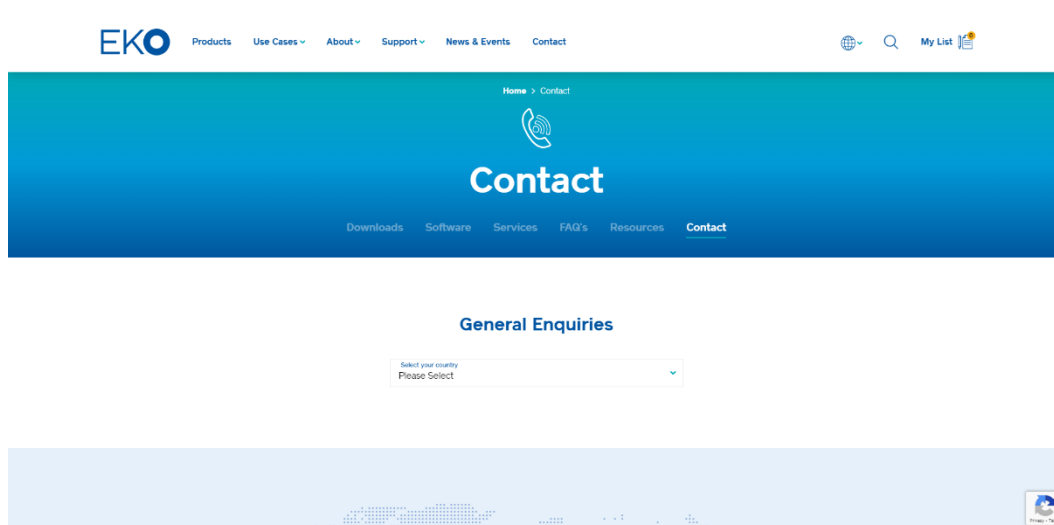 EKO Products Use Cases About Support News & Events Contact My List
Home > Contact
Contact
Downloads Software Services FAQ's Resources Contact
General Enquiries
Select your country
Please Select